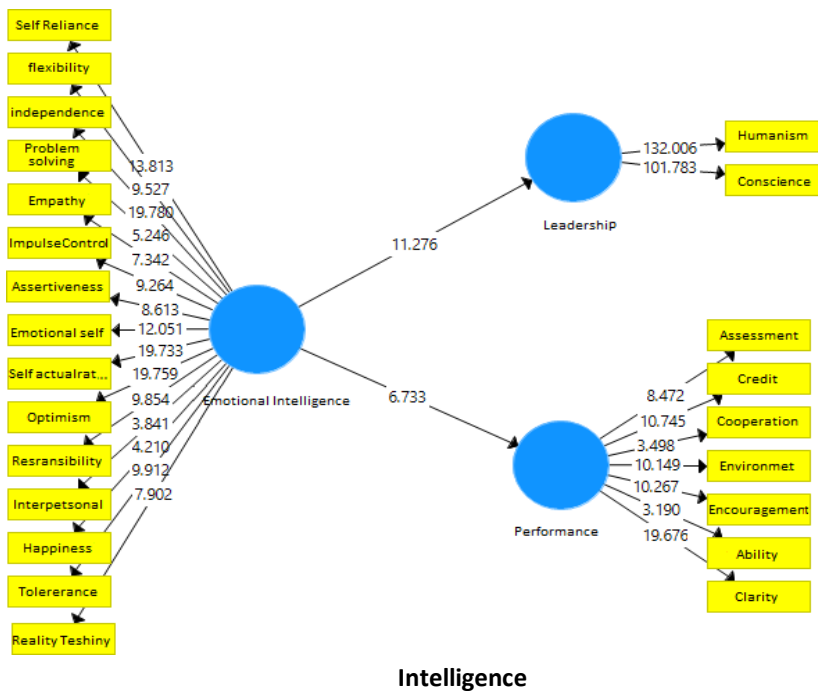 Self Reliance
flexibility
independence
Problem
solving
Empathy
ImpulseControl
Assertiveness
Emotional self
Self actualrat...
Optimism
Resransibility
Interpetsonal
Happiness
Tolererance
Reality Teshiny
13.813
9.527
19.780
5.246
7.342
9.264
8.613
12.051
19.733
19.759
9.854
3.841
4.210
9.912
7.902
Emotional Intelligence
11.276
6.733
Leadership
132.006
101.783
Humanism
Conscience
Performance
8.472
10.745
3.498
10.149
10.267
3.190
19.676
Assessment
Credit
Cooperation
Environmet
Encouragement
Ability
Clarity
Intelligence